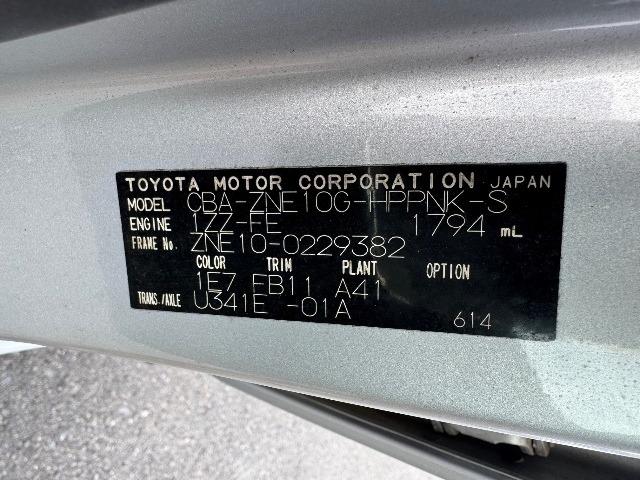 TOYOTA MOTOR CORPORATION JAPAN
MODEL CBA-ZNE10G-HPPNK-S
ENGINE 1ZZ-FE 1794 mL
FRAME No. ZNE10-0229382
COLOR TRIM PLANT OPTION
1E7 FB11 A41
TRANS./AXLE U341E -01A
614